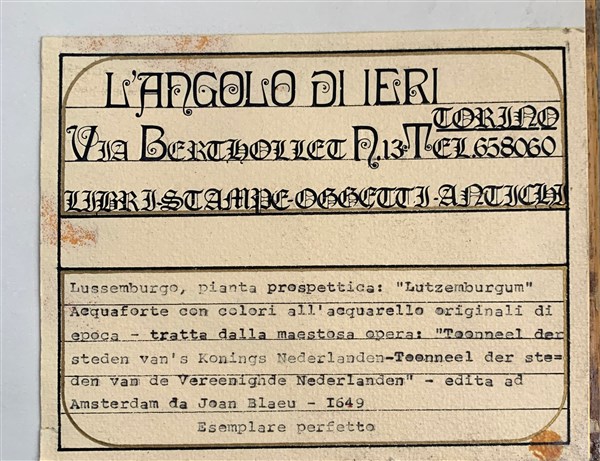 L'ANGOLO DI IERI
TORINO
VIA BERTHOLLET N.13-TEL.658060
LIBRI-STAMPE-OGGETTI-ANTICHI
Lussemburgo, pianta prospettica: "Lutzemburgum"
Acquaforte con colori all'acquarello originali di
epoca - tratta dalla maestosa opera: "Toonneel der
steden van's Konings Nederlanden-Toonneel der ste=
den vam de Vereenighde Nederlanden" - edita ad
Amsterdam da Joan Blaeu - I649
Esemplare perfetto